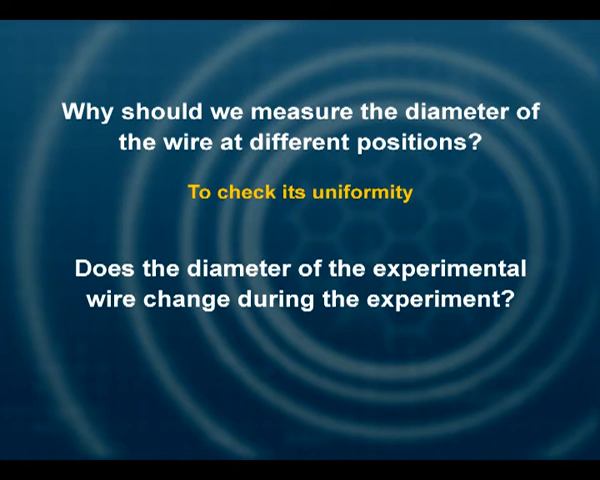 Why should we measure the diameter of
the wire at different positions?
To check its uniformity
Does the diameter of the experimental
wire change during the experiment?